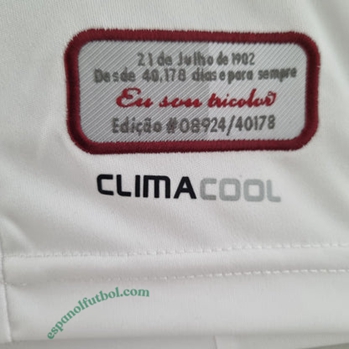 21 de Julho de 1902
Desde 40,178 dias e para sempre
Eu sou tricolor
Edição #08924/40178
CLIMACOOL
espanolfutbol.com